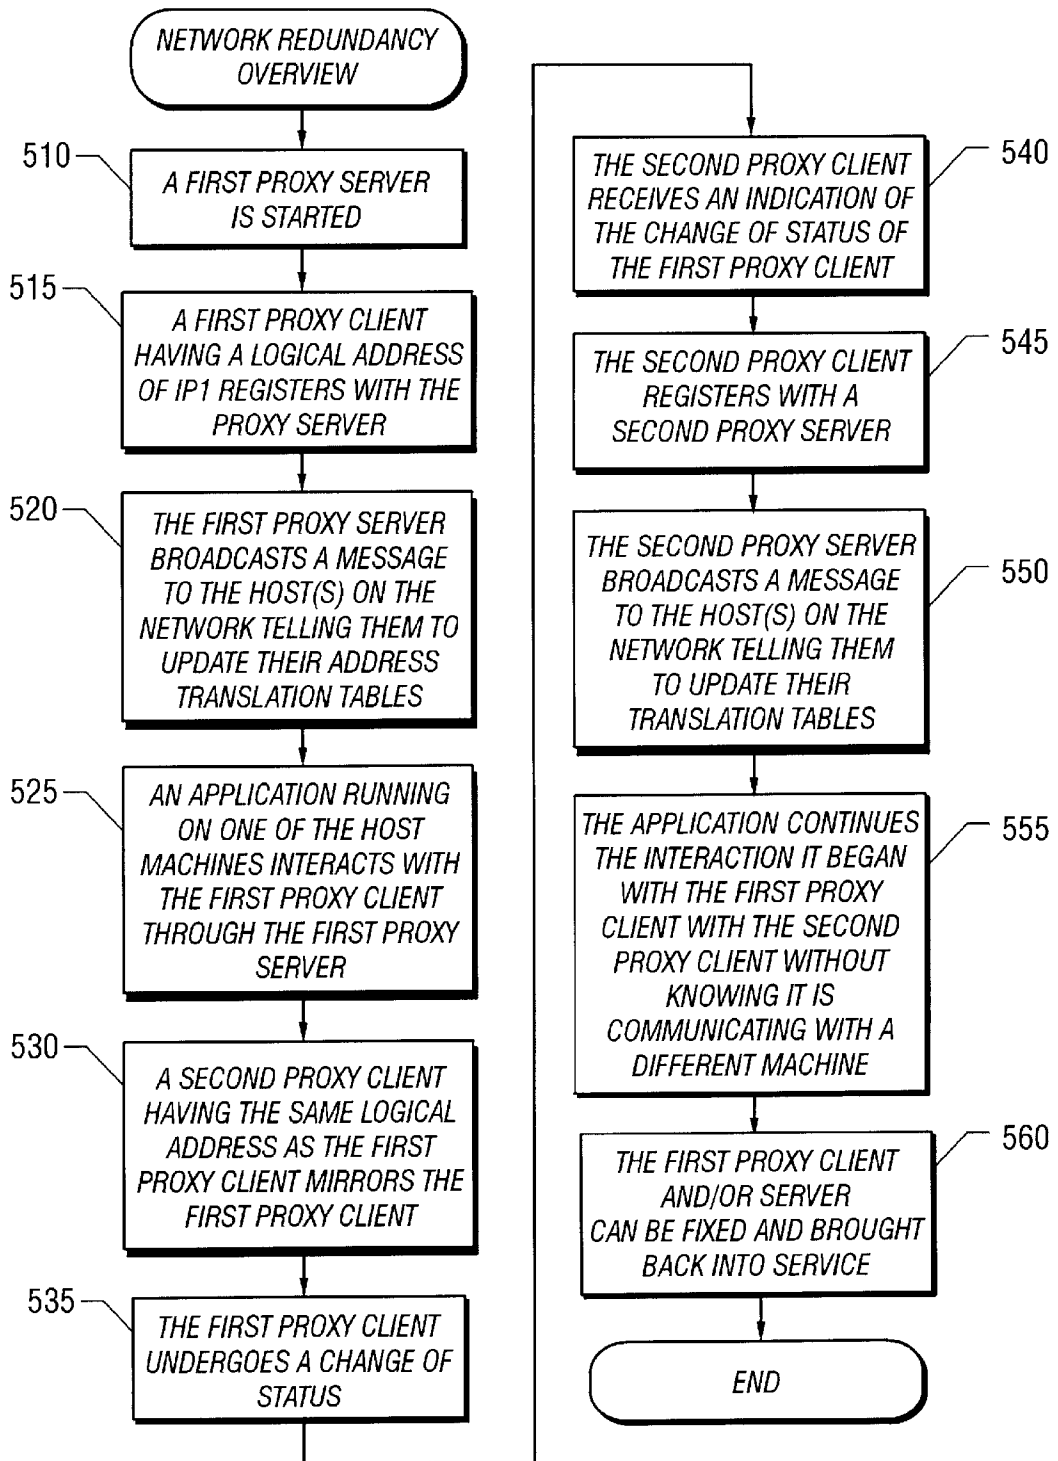 NETWORK REDUNDANCY
OVERVIEW
510
A FIRST PROXY SERVER
IS STARTED
515
A FIRST PROXY CLIENT
HAVING A LOGICAL ADDRESS
OF IP1 REGISTERS WITH THE
PROXY SERVER
520
THE FIRST PROXY SERVER
BROADCASTS A MESSAGE
TO THE HOST(S) ON THE
NETWORK TELLING THEM TO
UPDATE THEIR ADDRESS
TRANSLATION TABLES
525
AN APPLICATION RUNNING
ON ONE OF THE HOST
MACHINES INTERACTS WITH
THE FIRST PROXY CLIENT
THROUGH THE FIRST PROXY
SERVER
530
A SECOND PROXY CLIENT
HAVING THE SAME LOGICAL
ADDRESS AS THE FIRST
PROXY CLIENT MIRRORS THE
FIRST PROXY CLIENT
535
THE FIRST PROXY CLIENT
UNDERGOES A CHANGE OF
STATUS
540
THE SECOND PROXY CLIENT
RECEIVES AN INDICATION OF
THE CHANGE OF STATUS OF
THE FIRST PROXY CLIENT
545
THE SECOND PROXY CLIENT
REGISTERS WITH A
SECOND PROXY SERVER
550
THE SECOND PROXY SERVER
BROADCASTS A MESSAGE
TO THE HOST(S) ON THE
NETWORK TELLING THEM
TO UPDATE THEIR
TRANSLATION TABLES
555
THE APPLICATION CONTINUES
THE INTERACTION IT BEGAN
WITH THE FIRST PROXY
CLIENT WITH THE SECOND
PROXY CLIENT WITHOUT
KNOWING IT IS
COMMUNICATING WITH A
DIFFERENT MACHINE
560
THE FIRST PROXY CLIENT
AND/OR SERVER
CAN BE FIXED AND BROUGHT
BACK INTO SERVICE
END